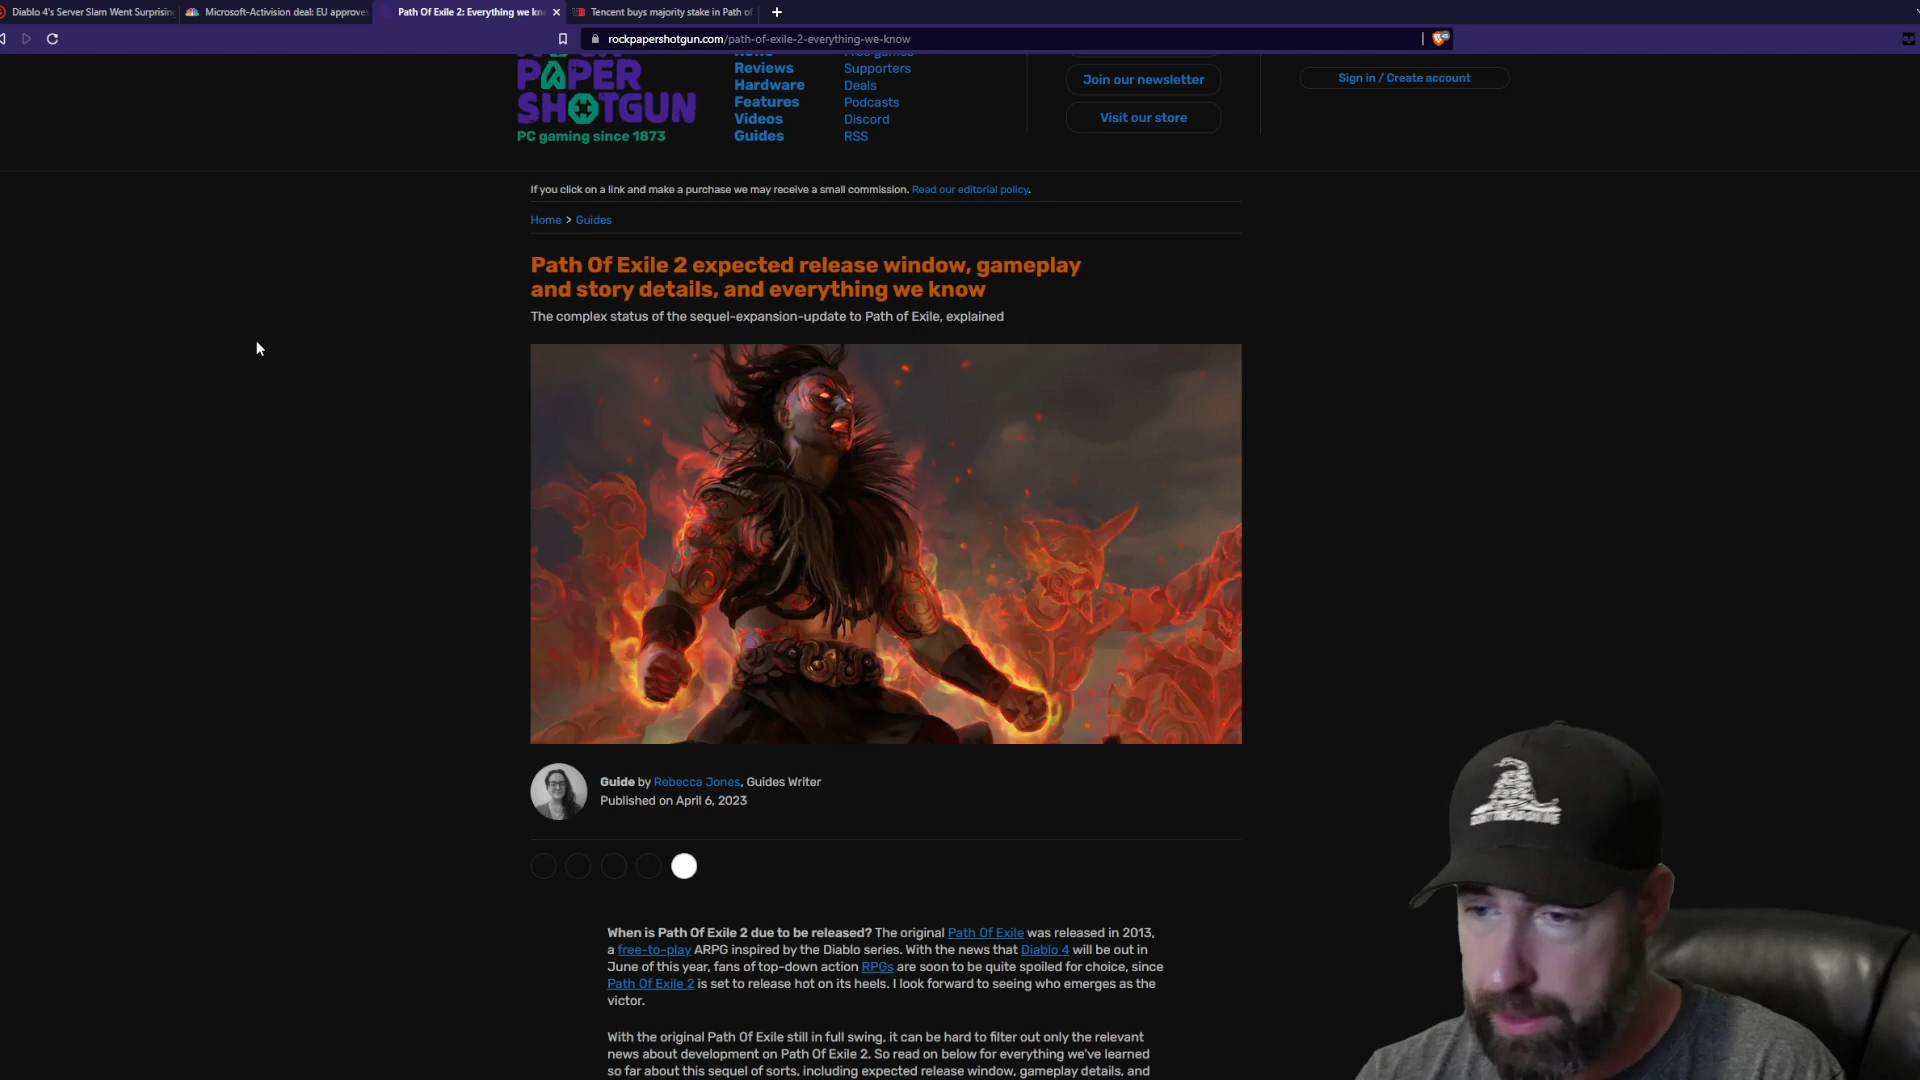 Diablo 4's Server Slam Went Surprising
Microsoft-Activision deal: EU approve
Path Of Exile 2: Everything we kn
Tencent buys majority stake in Path of
rockpapershotgun.com/path-of-exile-2-everything-we-know
PAPER
SHOTGUN
PC gaming since 1873
Reviews
Hardware
Features
Videos
Guides
Supporters
Deals
Podcasts
Discord
RSS
Join our newsletter
Visit our store
Sign in / Create account
If you click on a link and make a purchase we may receive a small commission. Read our editorial policy.
Home > Guides
Path Of Exile 2 expected release window, gameplay
and story details, and everything we know
The complex status of the sequel-expansion-update to Path of Exile, explained
Guide by Rebecca Jones, Guides Writer
Published on April 6, 2023
When is Path Of Exile 2 due to be released? The original Path Of Exile was released in 2013,
a free-to-play ARPG inspired by the Diablo series. With the news that Diablo 4 will be out in
June of this year, fans of top-down action RPGs are soon to be quite spoiled for choice, since
Path Of Exile 2 is set to release hot on its heels. I look forward to seeing who emerges as the
victor.
With the original Path Of Exile still in full swing, it can be hard to filter out only the relevant
news about development on Path Of Exile 2. So read on below for everything we've learned
so far about this sequel of sorts, including expected release window, gameplay details, and